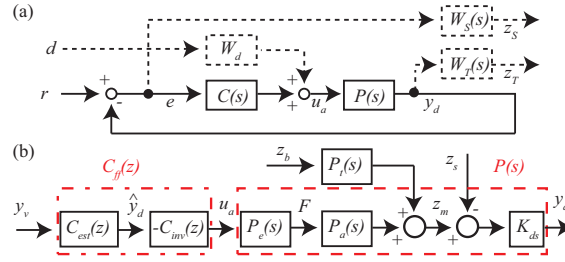 (a)
W_S(s)
z_S
d
W_d
W_T(s)
z_T
+
+
r
-
e
C(s)
+
u_a
P(s)
y_d
(b)
C_ff(z)
z_b
P_t(s)
z_s
P(s)
y_v
C_est(z)
ŷ_d
-C_inv(z)
u_a
P_e(s)
F
P_a(s)
+
+
z_m
-
+
K_ds